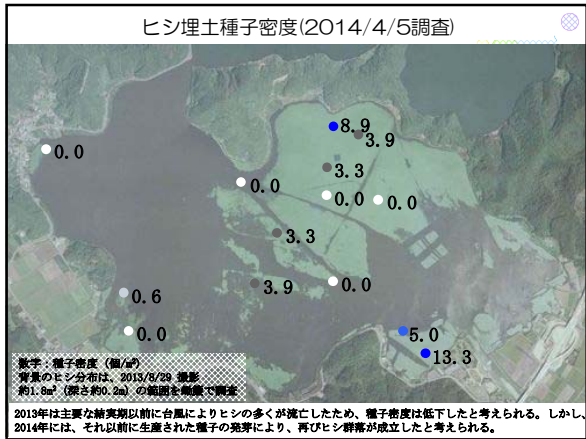 ヒシ埋土種子密度(2014/4/5調査)
8.9
3.9
0.0
3.3
0.0
0.0
0.0
3.3
3.9
0.0
0.6
0.0
5.0
13.3
数字：種子密度 (個/㎡)
背景のヒシ分布は、2013/8/29 撮影
約1.8m² (深さ約0.2m) の範囲を鋤簾で調査
2013年は主要な結実期以前に台風によりヒシの多くが流亡したため、種子密度は低下したと考えられる。しかし、
2014年には、それ以前に生産された種子の発芽により、再びヒシ群落が成立したと考えられる。